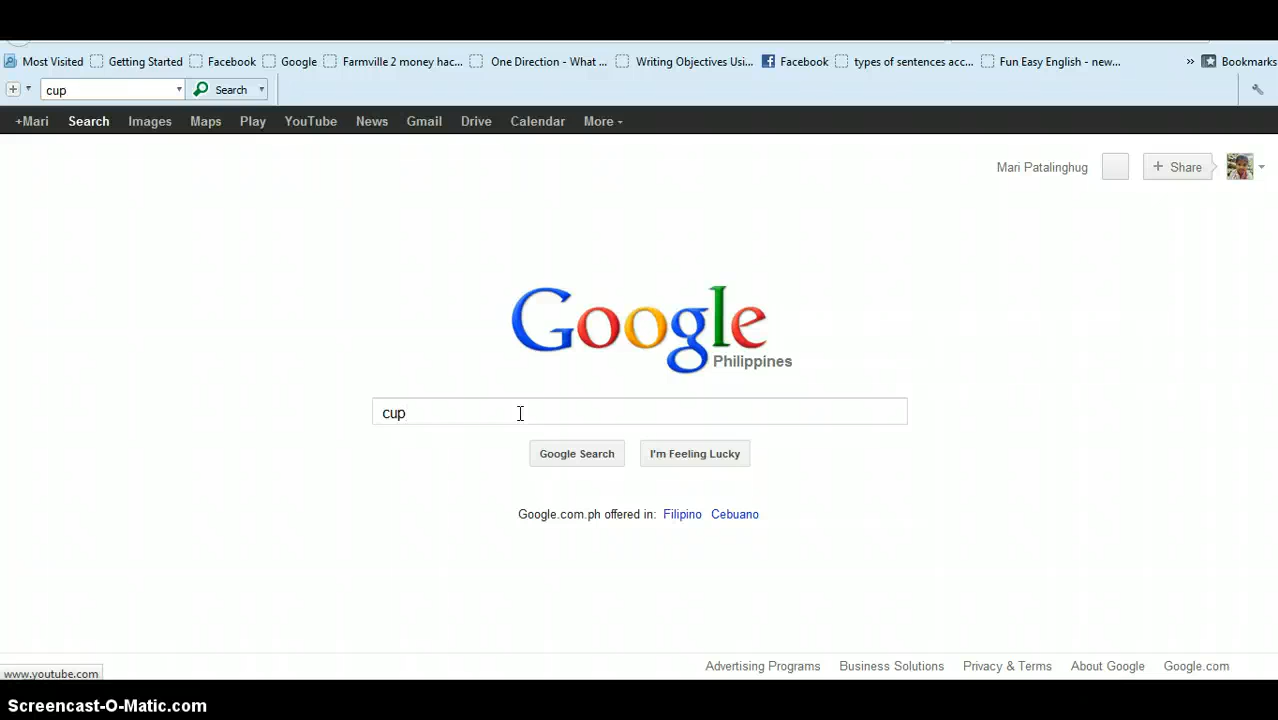 Most Visited Getting Started Facebook Google Farmville 2 money hac... One Direction - What ... Writing Objectives Usi... Facebook types of sentences acc... Fun Easy English - new... » Bookmarks
cup Search
+Mari Search Images Maps Play YouTube News Gmail Drive Calendar More
Mari Patalinghug + Share
Google
Philippines
cup
Google Search I'm Feeling Lucky
Google.com.ph offered in: Filipino Cebuano
Advertising Programs Business Solutions Privacy & Terms About Google Google.com
www.youtube.com
Screencast-O-Matic.com